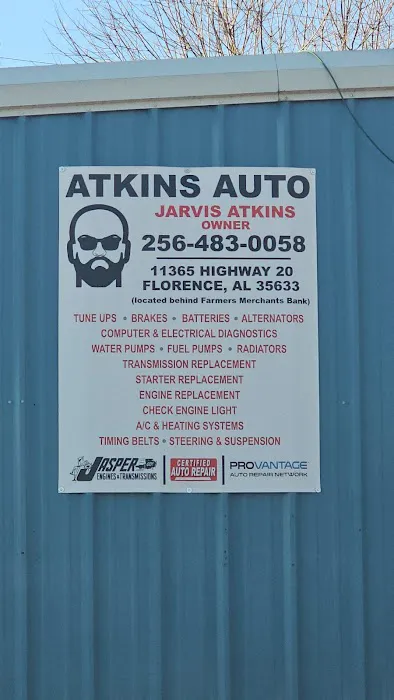 ATKINS AUTO
JARVIS ATKINS
OWNER
256-483-0058
11365 HIGHWAY 20
FLORENCE, AL 35633
(located behind Farmers Merchants Bank)
TUNE UPS • BRAKES • BATTERIES • ALTERNATORS
COMPUTER & ELECTRICAL DIAGNOSTICS
WATER PUMPS • FUEL PUMPS • RADIATORS
TRANSMISSION REPLACEMENT
STARTER REPLACEMENT
ENGINE REPLACEMENT
CHECK ENGINE LIGHT
A/C & HEATING SYSTEMS
TIMING BELTS • STEERING & SUSPENSION
JASPER
ENGINES & TRANSMISSIONS
CERTIFIED
AUTO REPAIR
PROVANTAGE
AUTO REPAIR NETWORK